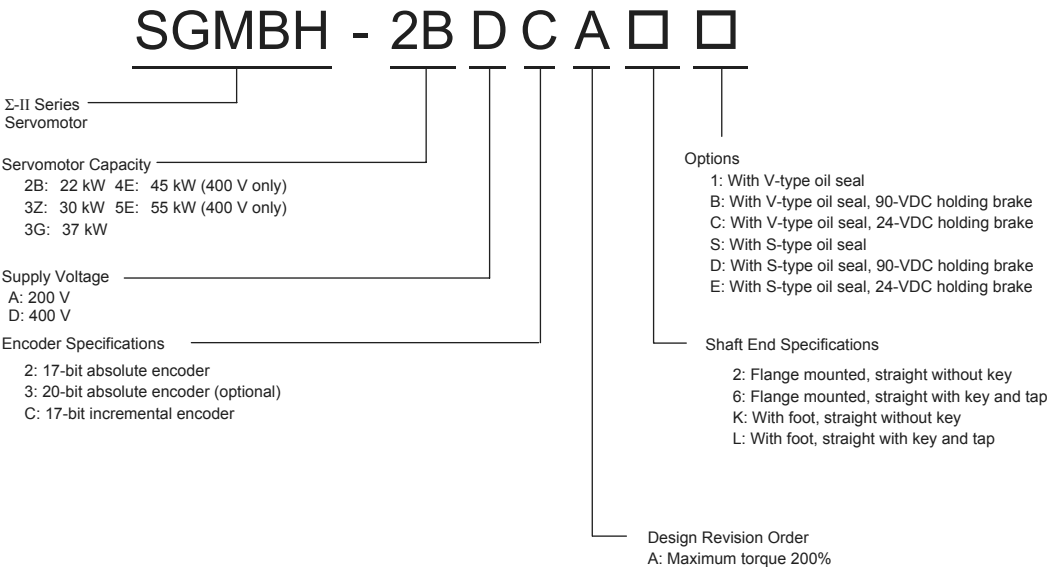 SGMBH - 2B D C A □ □
Σ-II Series
Servomotor
Servomotor Capacity
2B: 22 kW 4E: 45 kW (400 V only)
3Z: 30 kW 5E: 55 kW (400 V only)
3G: 37 kW
Supply Voltage
A: 200 V
D: 400 V
Encoder Specifications
2: 17-bit absolute encoder
3: 20-bit absolute encoder (optional)
C: 17-bit incremental encoder
Options
1: With V-type oil seal
B: With V-type oil seal, 90-VDC holding brake
C: With V-type oil seal, 24-VDC holding brake
S: With S-type oil seal
D: With S-type oil seal, 90-VDC holding brake
E: With S-type oil seal, 24-VDC holding brake
Shaft End Specifications
2: Flange mounted, straight without key
6: Flange mounted, straight with key and tap
K: With foot, straight without key
L: With foot, straight with key and tap
Design Revision Order
A: Maximum torque 200%